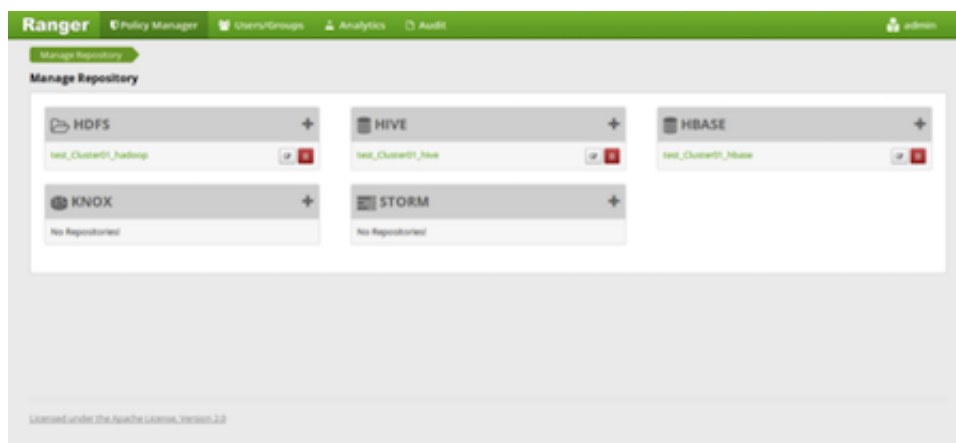 Ranger Policy Manager Users/Groups Analytics Audit admin
Manage Repository
Manage Repository
HDFS HIVE HBASE
test_Cluster01_hadoop test_Cluster01_hive test_Cluster01_hbase
KNOX STORM
No Repositories! No Repositories!
Licensed under the Apache License, Version 2.0